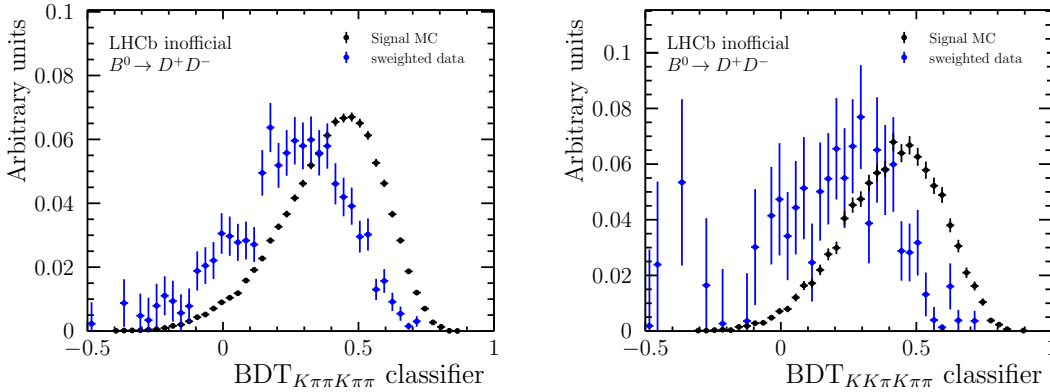 Arbitrary units
0.1
0.08
0.06
0.04
0.02
0
LHCb inofficial
B⁰→ D⁺D⁻
Signal MC
sweighted data
−0.5
0
0.5
1
BDT_{KππKππ} classifier
Arbitrary units
0.1
0.08
0.06
0.04
0.02
0
LHCb inofficial
B⁰→ D⁺D⁻
Signal MC
sweighted data
−0.5
0
0.5
1
BDT_{KKπKππ} classifier